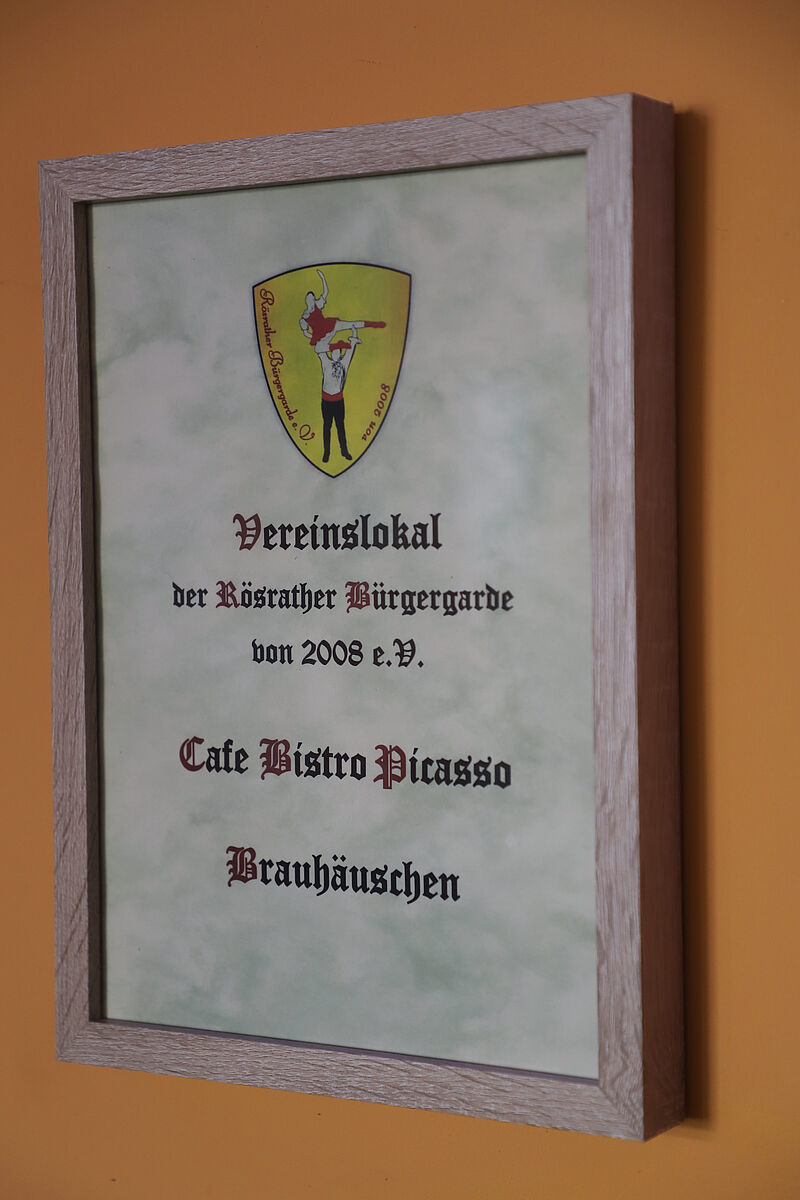 Rösrather Bürgergarde e.V.
von 2008
Vereinslokal
der Rösrather Bürgergarde
von 2008 e.V.
Cafe Bistro Picasso
Brauhäuschen